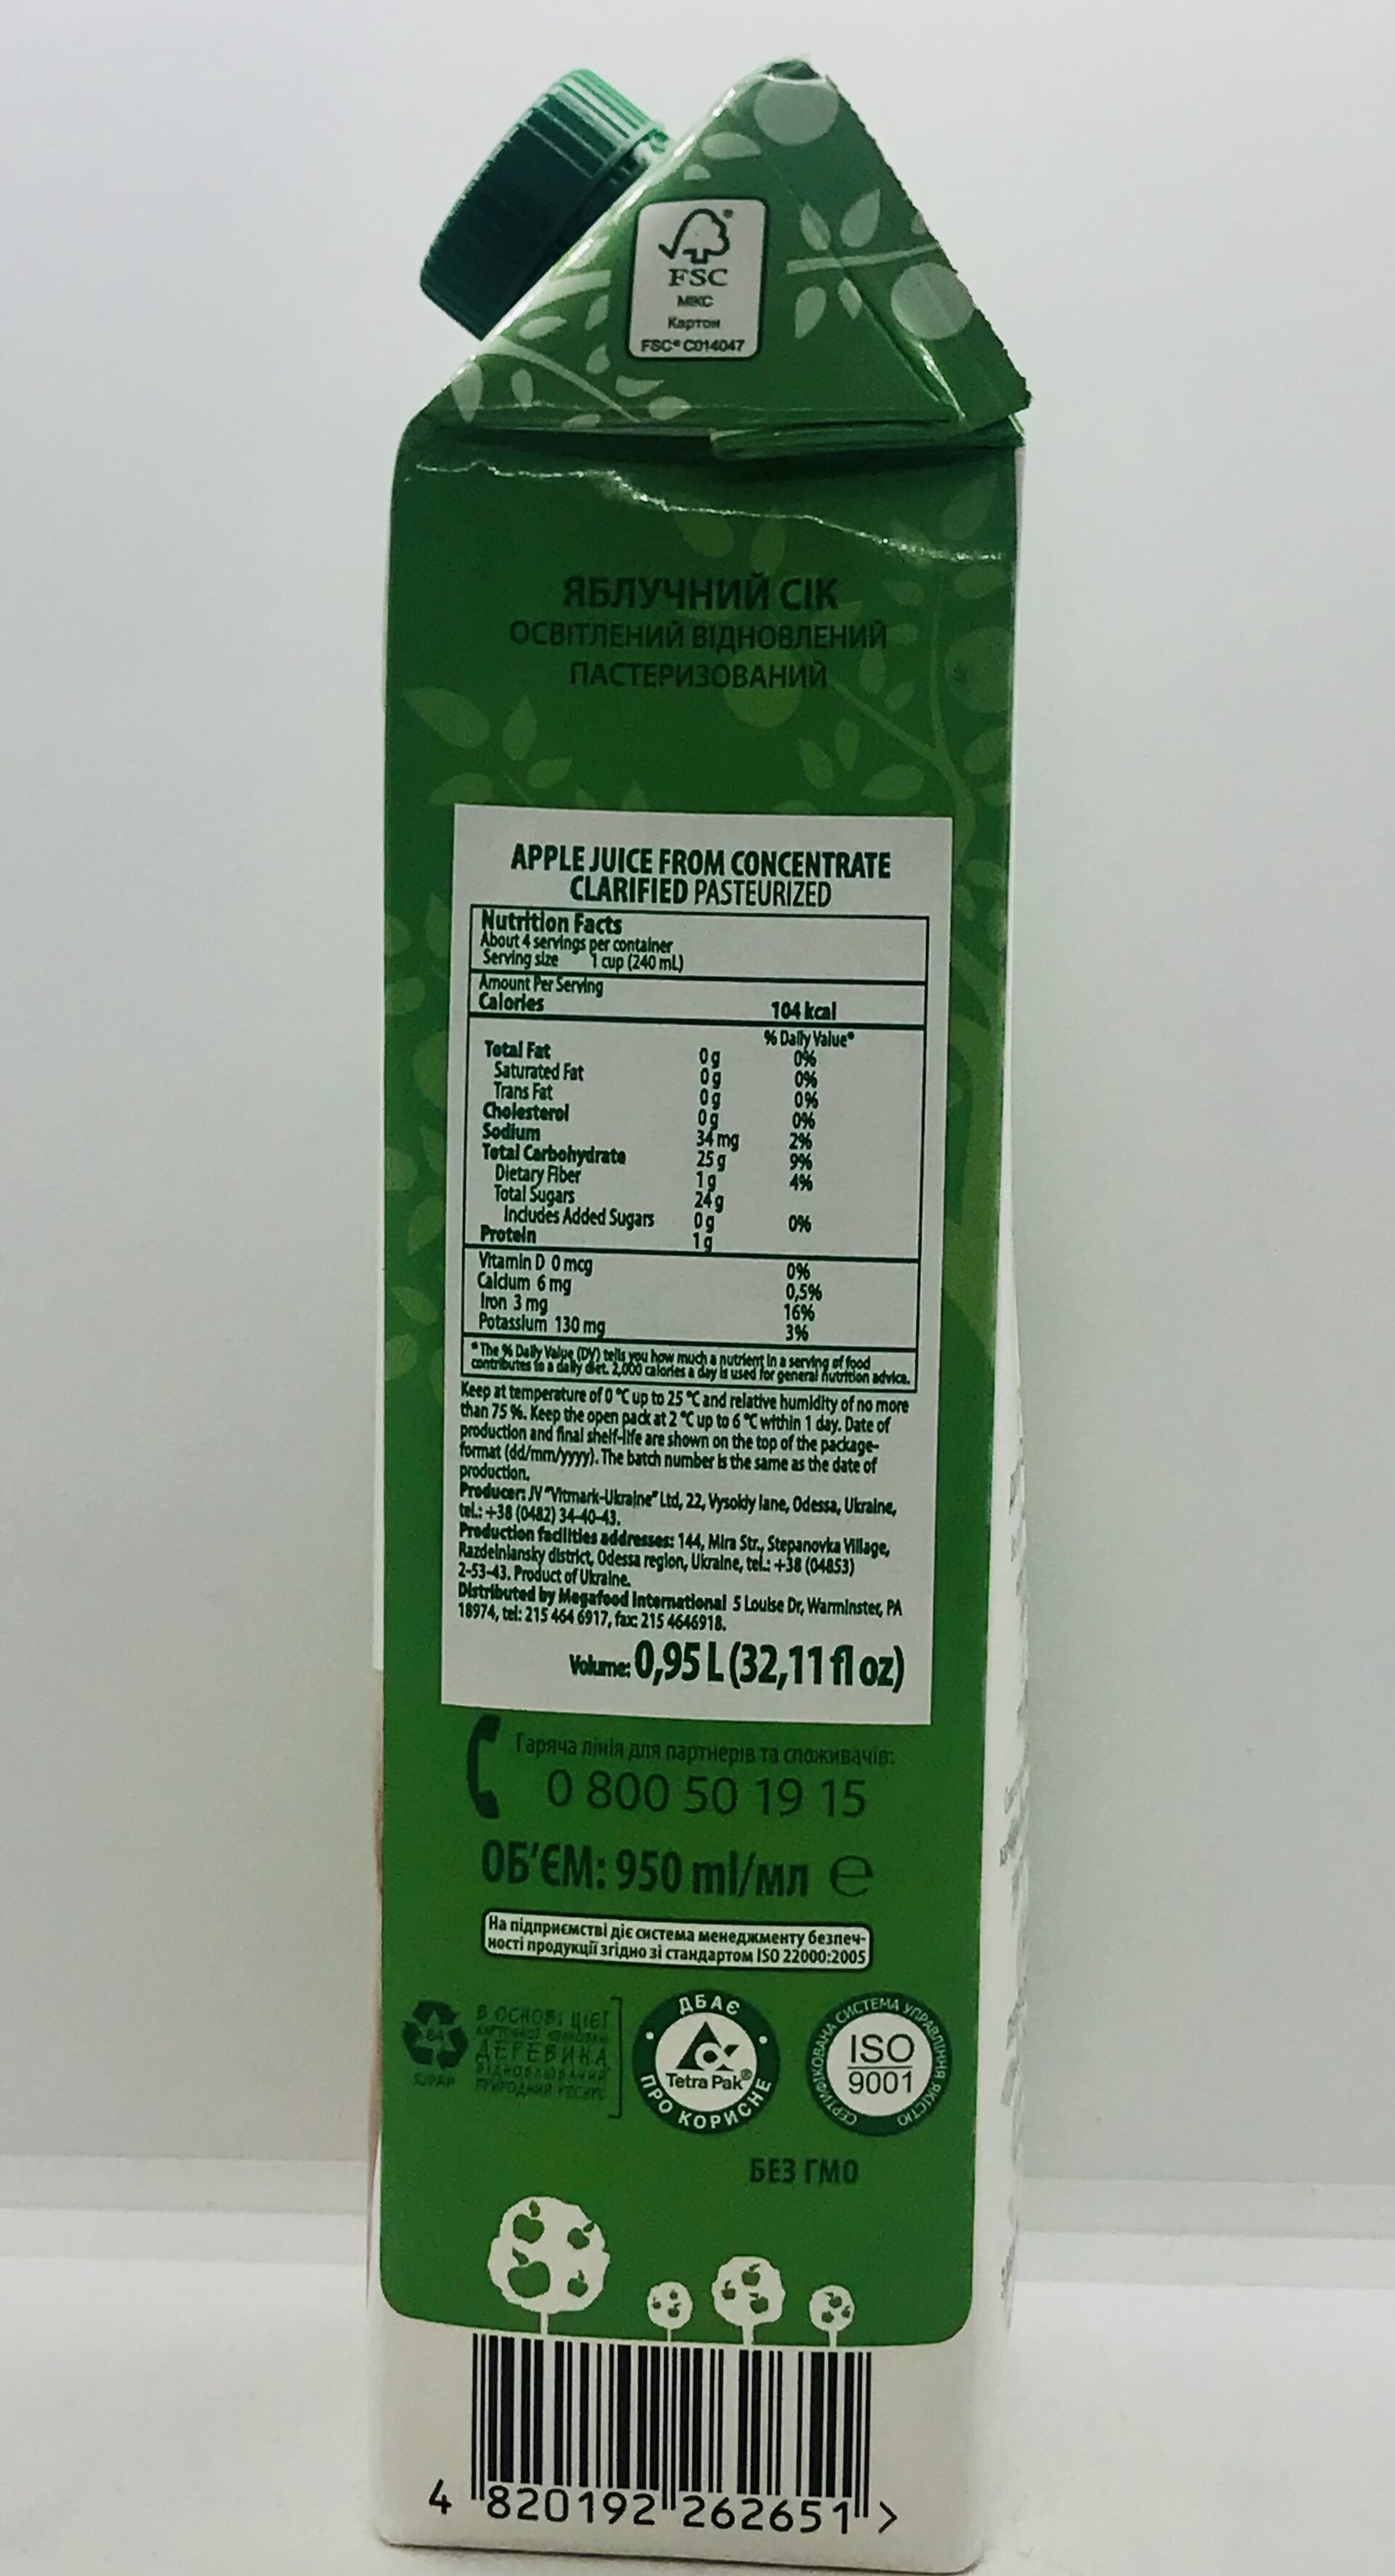 FSC
МІКС
Картон
FSC® C014047
ЯБЛУЧНИЙ СІК
ОСВІТЛЕНИЙ ВІДНОВЛЕНИЙ
ПАСТЕРИЗОВАНИЙ
APPLE JUICE FROM CONCENTRATE
CLARIFIED PASTEURIZED
Nutrition Facts
About 4 servings per container
Serving size 1 cup (240 mL)
Amount Per Serving
Calories 104 kcal
% Daily Value*
Total Fat 0 g 0%
Saturated Fat 0 g 0%
Trans Fat 0 g 0%
Cholesterol 0 g 0%
Sodium 34 mg 2%
Total Carbohydrate 25 g 9%
Dietary Fiber 1 g 4%
Total Sugars 24 g
Includes Added Sugars 0 g 0%
Protein 1 g
Vitamin D 0 mcg 0%
Calcium 6 mg 0,5%
Iron 3 mg 16%
Potassium 130 mg 3%
*The % Daily Value (DV) tells you how much a nutrient in a serving of food
contributes to a daily diet. 2,000 calories a day is used for general nutrition advice.
Keep at temperature of 0 °C up to 25 °C and relative humidity of no more
than 75 %. Keep the open pack at 2 °C up to 6 °C within 1 day. Date of
production and final shelf-life are shown on the top of the package-
format (dd/mm/yyyy). The batch number is the same as the date of
production.
Producer: JV "Vitmark-Ukraine" Ltd, 22, Vysokiy lane, Odessa, Ukraine,
tel.: +38 (0482) 34-40-43.
Production facilities addresses: 144, Mira Str., Stepanovka Village,
Razdelniansky district, Odessa region, Ukraine, tel.: +38 (04853)
2-53-43. Product of Ukraine.
Distributed by Megafood International 5 Louise Dr, Warminster, PA
18974, tel: 215 464 6917, fax: 215 4646918.
Volume: 0,95 L (32,11 fl oz)
Гаряча лінія для партнерів та споживачів:
0 800 50 19 15
ОБ'ЄМ: 950 ml/мл ℮
На підприємстві діє система менеджменту безпеч-
ності продукції згідно зі стандартом ISO 22000:2005
84
C/PAP
В ОСНОВІ ЦІЄЇ
КАРТОННОЇ УПАКОВКИ
ДЕРЕВИНА
ВІДНОВЛЮВАНИЙ
ПРИРОДНИЙ РЕСУРС
ДБАЄ
Tetra Pak®
ПРО КОРИСНЕ
СЕРТИФІКОВАНА СИСТЕМА УПРАВЛІННЯ ЯКІСТЮ
ISO
9001
БЕЗ ГМО
4 820192 262651 >